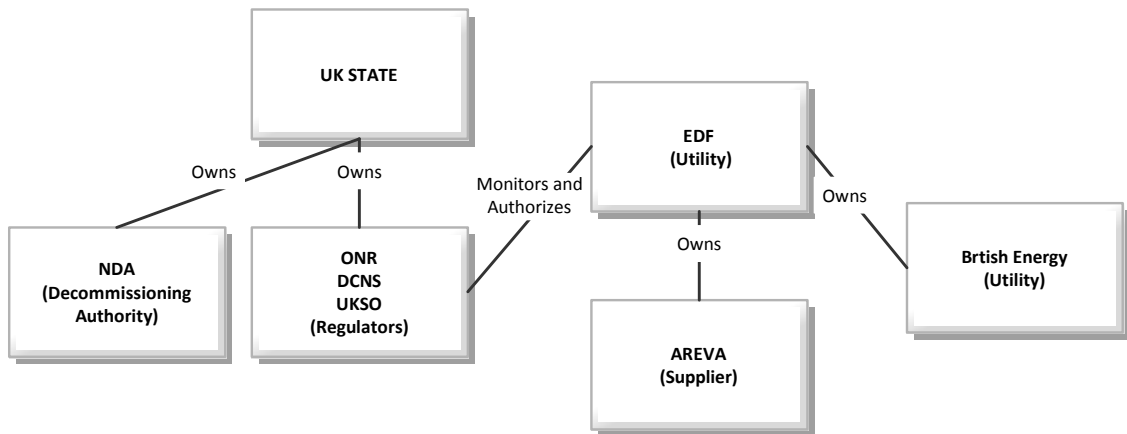 UK STATE
EDF
(Utility)
Owns
Owns
Monitors and
Authorizes
Owns
Owns
NDA
(Decommissioning
Authority)
ONR
DCNS
UKSO
(Regulators)
Brtish Energy
(Utility)
AREVA
(Supplier)